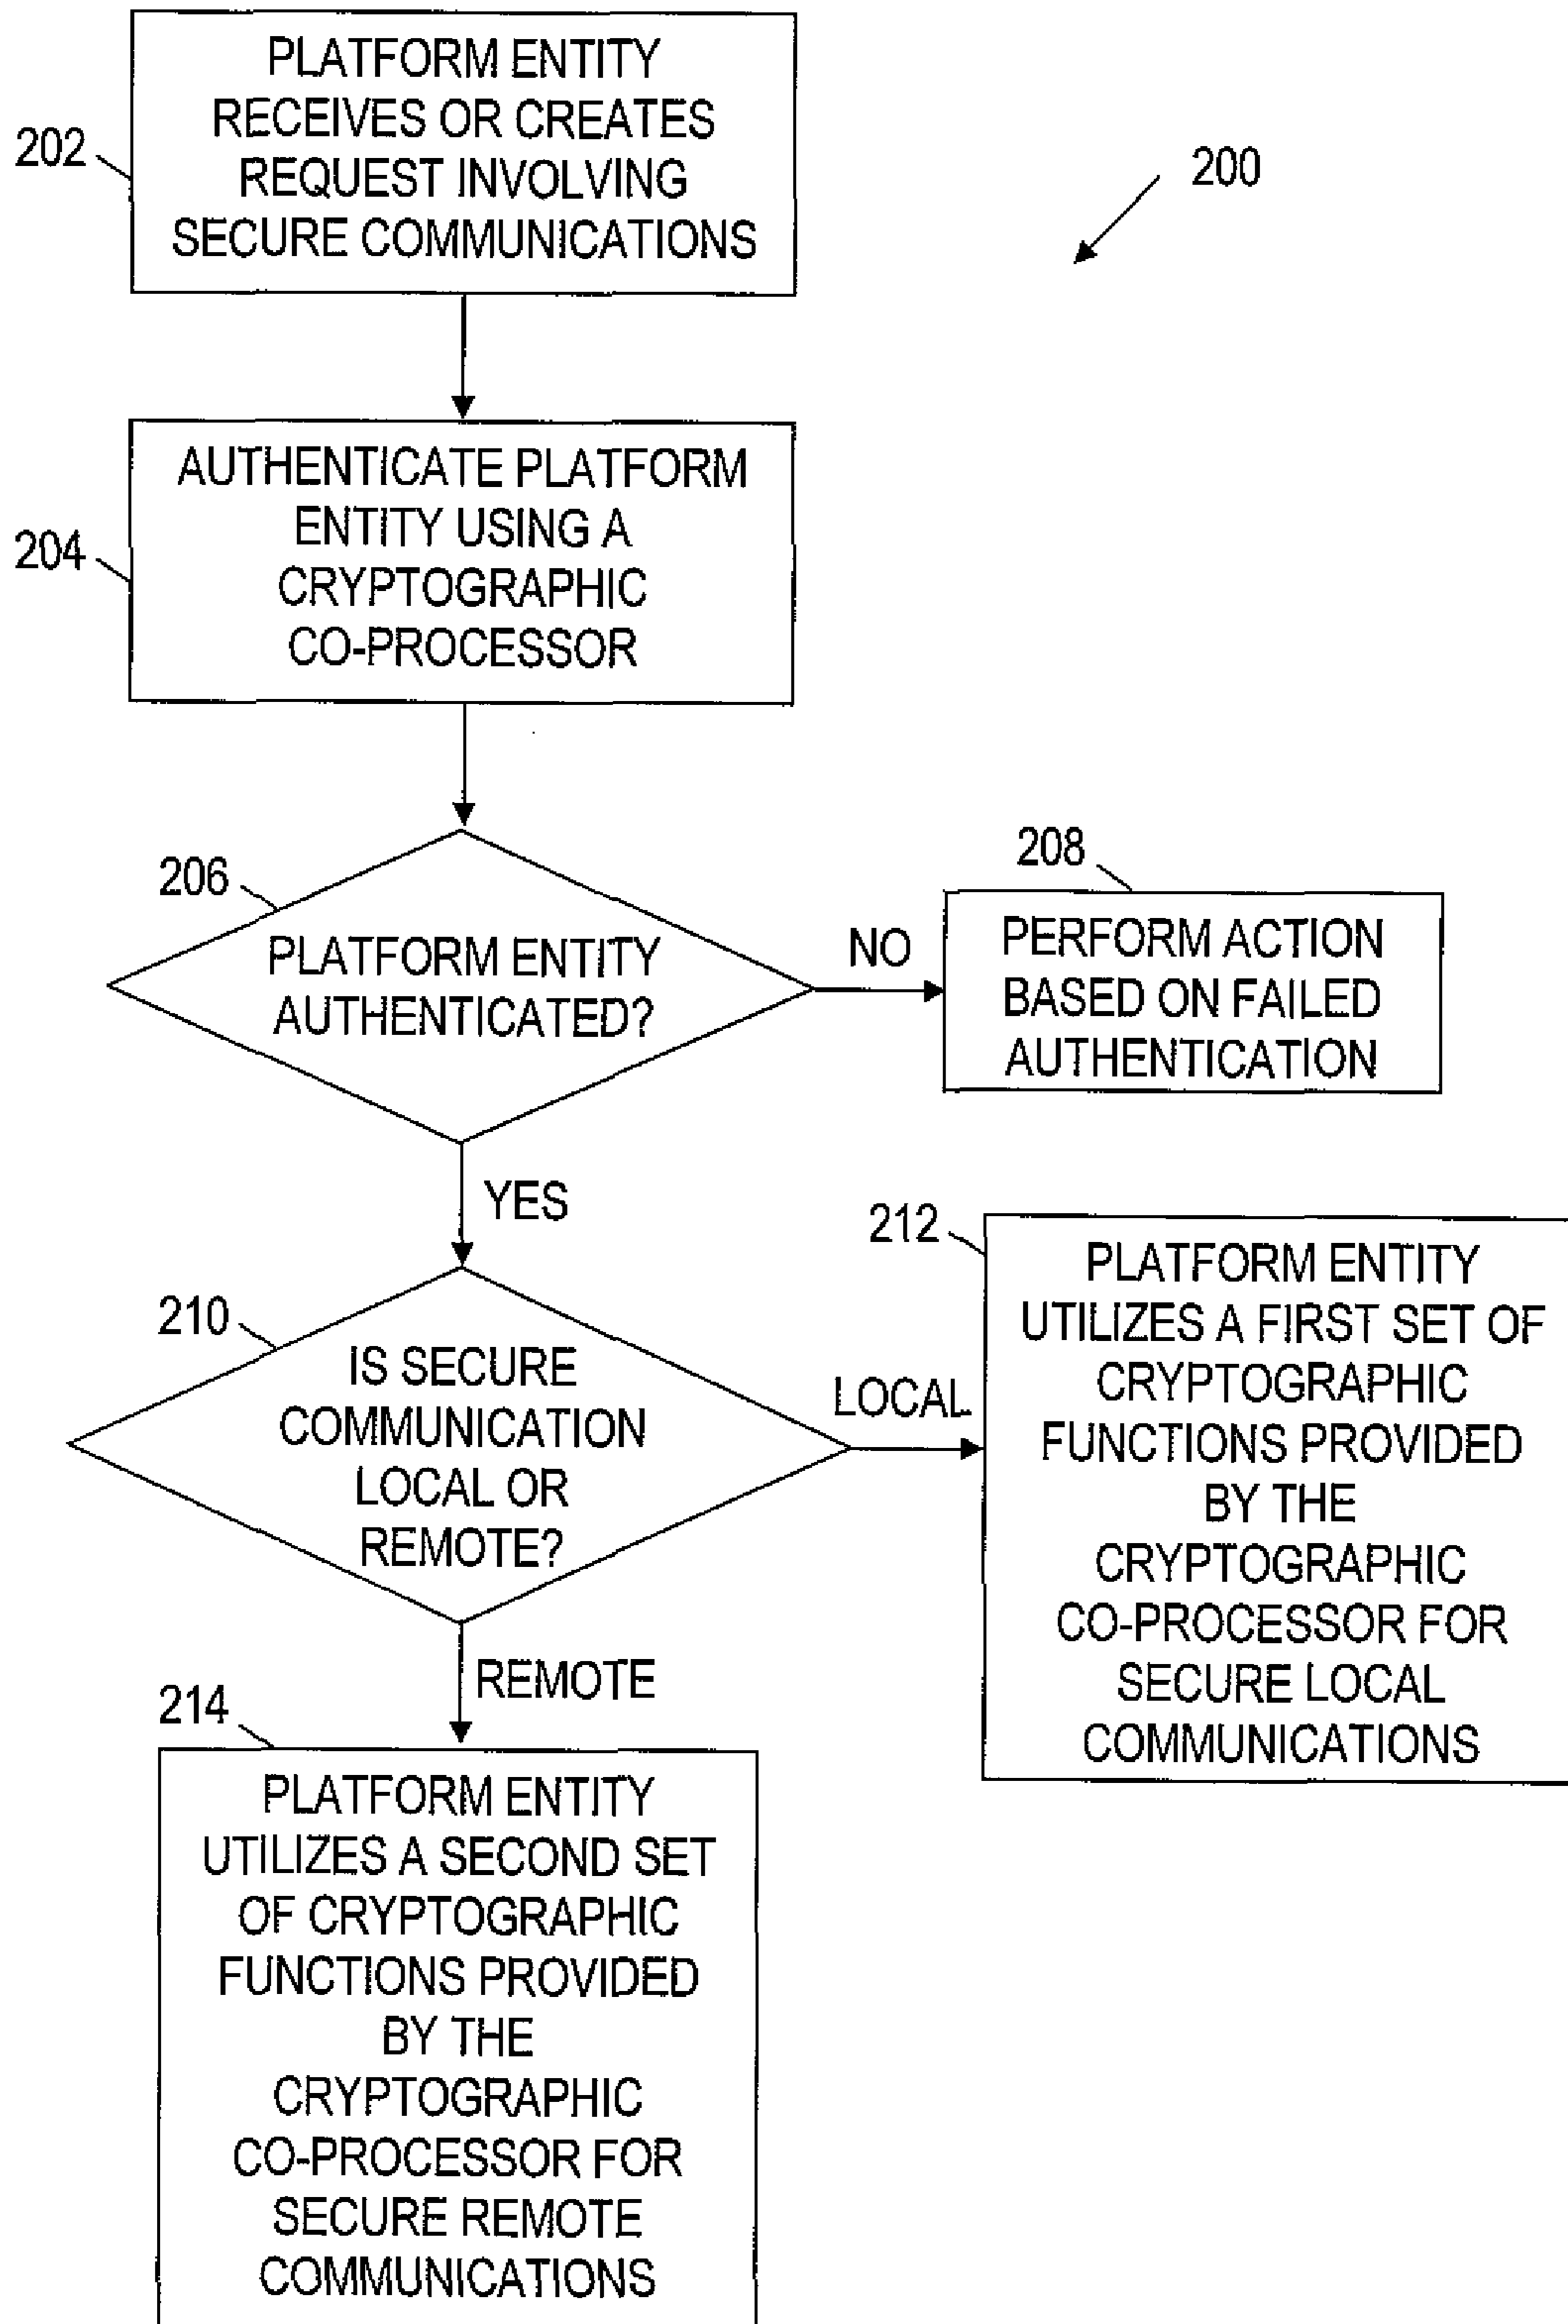 PLATFORM ENTITY
RECEIVES OR CREATES
REQUEST INVOLVING
SECURE COMMUNICATIONS
202
200
AUTHENTICATE PLATFORM
ENTITY USING A
CRYPTOGRAPHIC
CO-PROCESSOR
204
206
PLATFORM ENTITY
AUTHENTICATED?
NO
208
PERFORM ACTION
BASED ON FAILED
AUTHENTICATION
YES
210
IS SECURE
COMMUNICATION
LOCAL OR
REMOTE?
LOCAL
212
PLATFORM ENTITY
UTILIZES A FIRST SET OF
CRYPTOGRAPHIC
FUNCTIONS PROVIDED
BY THE
CRYPTOGRAPHIC
CO-PROCESSOR FOR
SECURE LOCAL
COMMUNICATIONS
REMOTE
214
PLATFORM ENTITY
UTILIZES A SECOND SET
OF CRYPTOGRAPHIC
FUNCTIONS PROVIDED
BY THE
CRYPTOGRAPHIC
CO-PROCESSOR FOR
SECURE REMOTE
COMMUNICATIONS